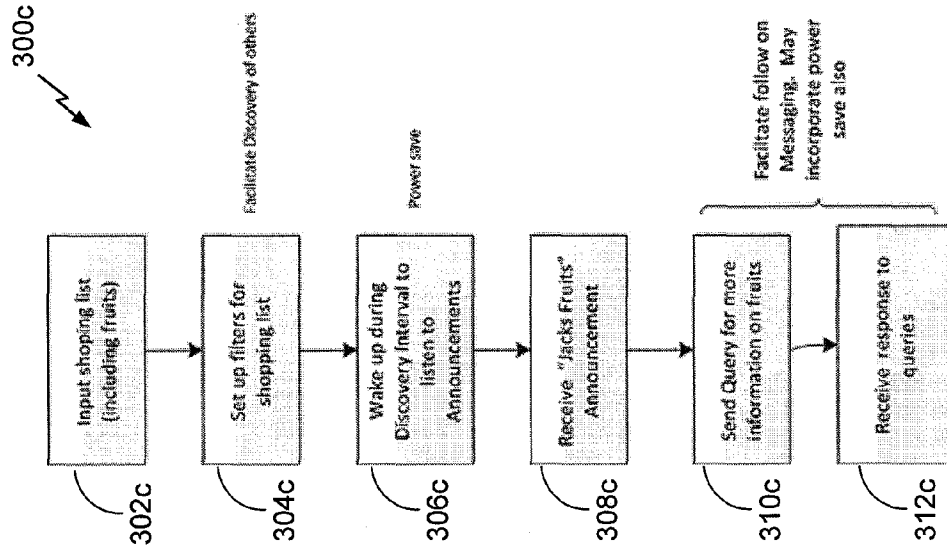 300c
302c
Input shoping list
(including fruits)
304c
Set up filters for
shopping list
Facilitate Discovery of others
306c
Wake up during
Discovery Interval to
listen to
Announcements
Power save
308c
Receive "Jacks Fruits"
Announcement
310c
Send Query for more
information on fruits
312c
Receive response to
queries
Faciltate follow on
Messaging. May
incorporate power
save also